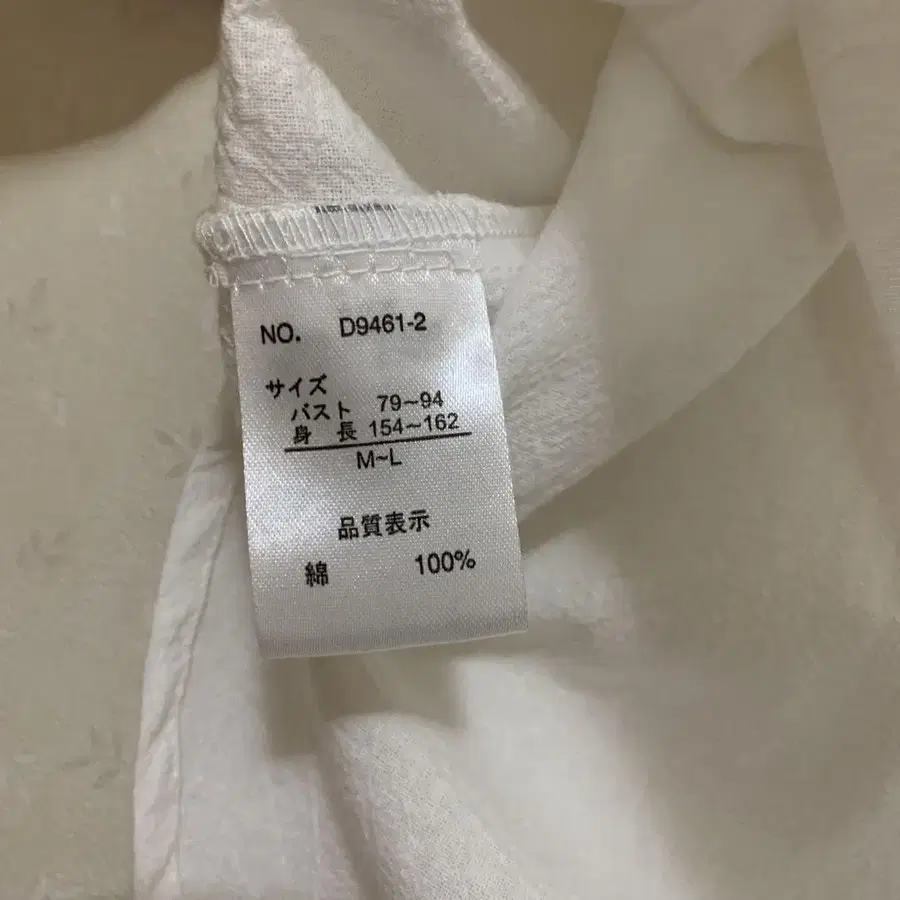 NO. D9461-2
サイズ
バスト 79~94
身長 154~162
M~L
品質表示
綿 100%